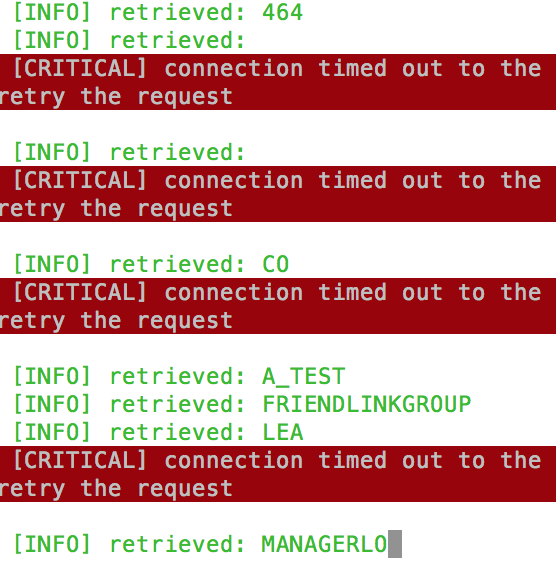 [INFO] retrieved: 464
[INFO] retrieved:
[CRITICAL] connection timed out to the
retry the request
[INFO] retrieved:
[CRITICAL] connection timed out to the
retry the request
[INFO] retrieved: CO
[CRITICAL] connection timed out to the
retry the request
[INFO] retrieved: A_TEST
[INFO] retrieved: FRIENDLINKGROUP
[INFO] retrieved: LEA
[CRITICAL] connection timed out to the
retry the request
[INFO] retrieved: MANAGERLO